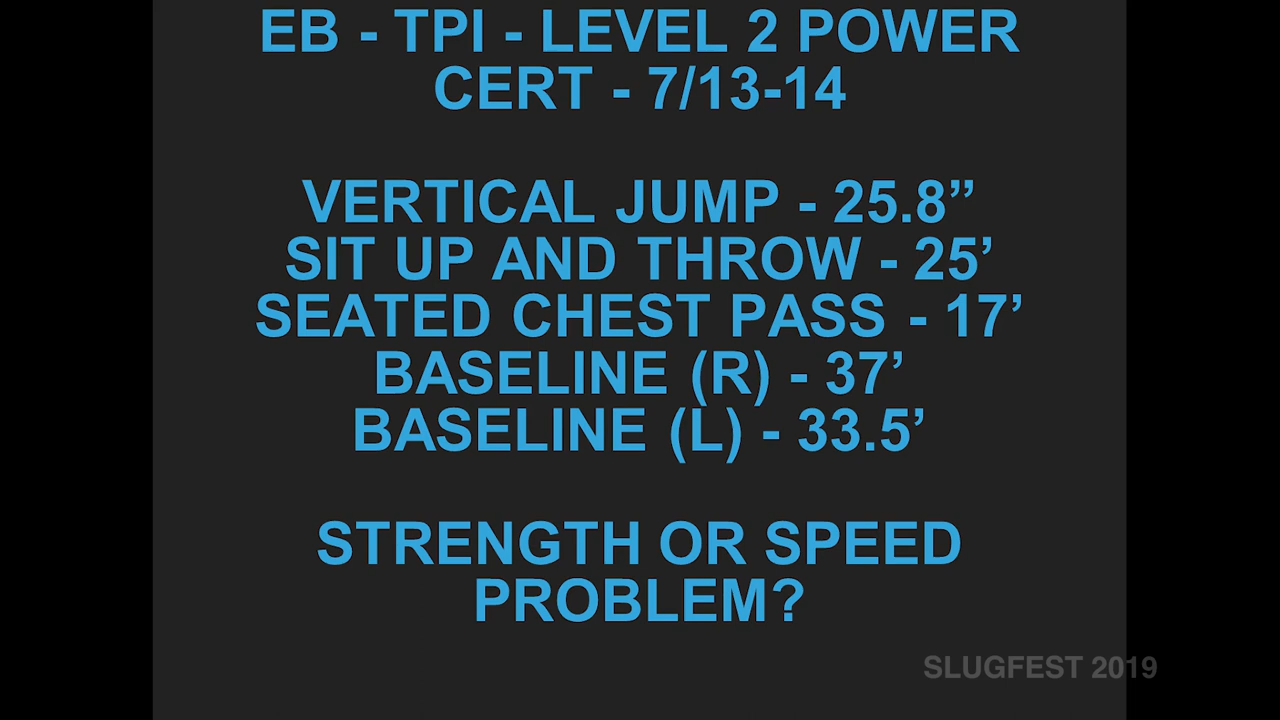 EB - TPI - LEVEL 2 POWER
CERT - 7/13-14
VERTICAL JUMP - 25.8”
SIT UP AND THROW - 25’
SEATED CHEST PASS - 17’
BASELINE (R) - 37’
BASELINE (L) - 33.5’
STRENGTH OR SPEED
PROBLEM?
SLUGFEST 2019